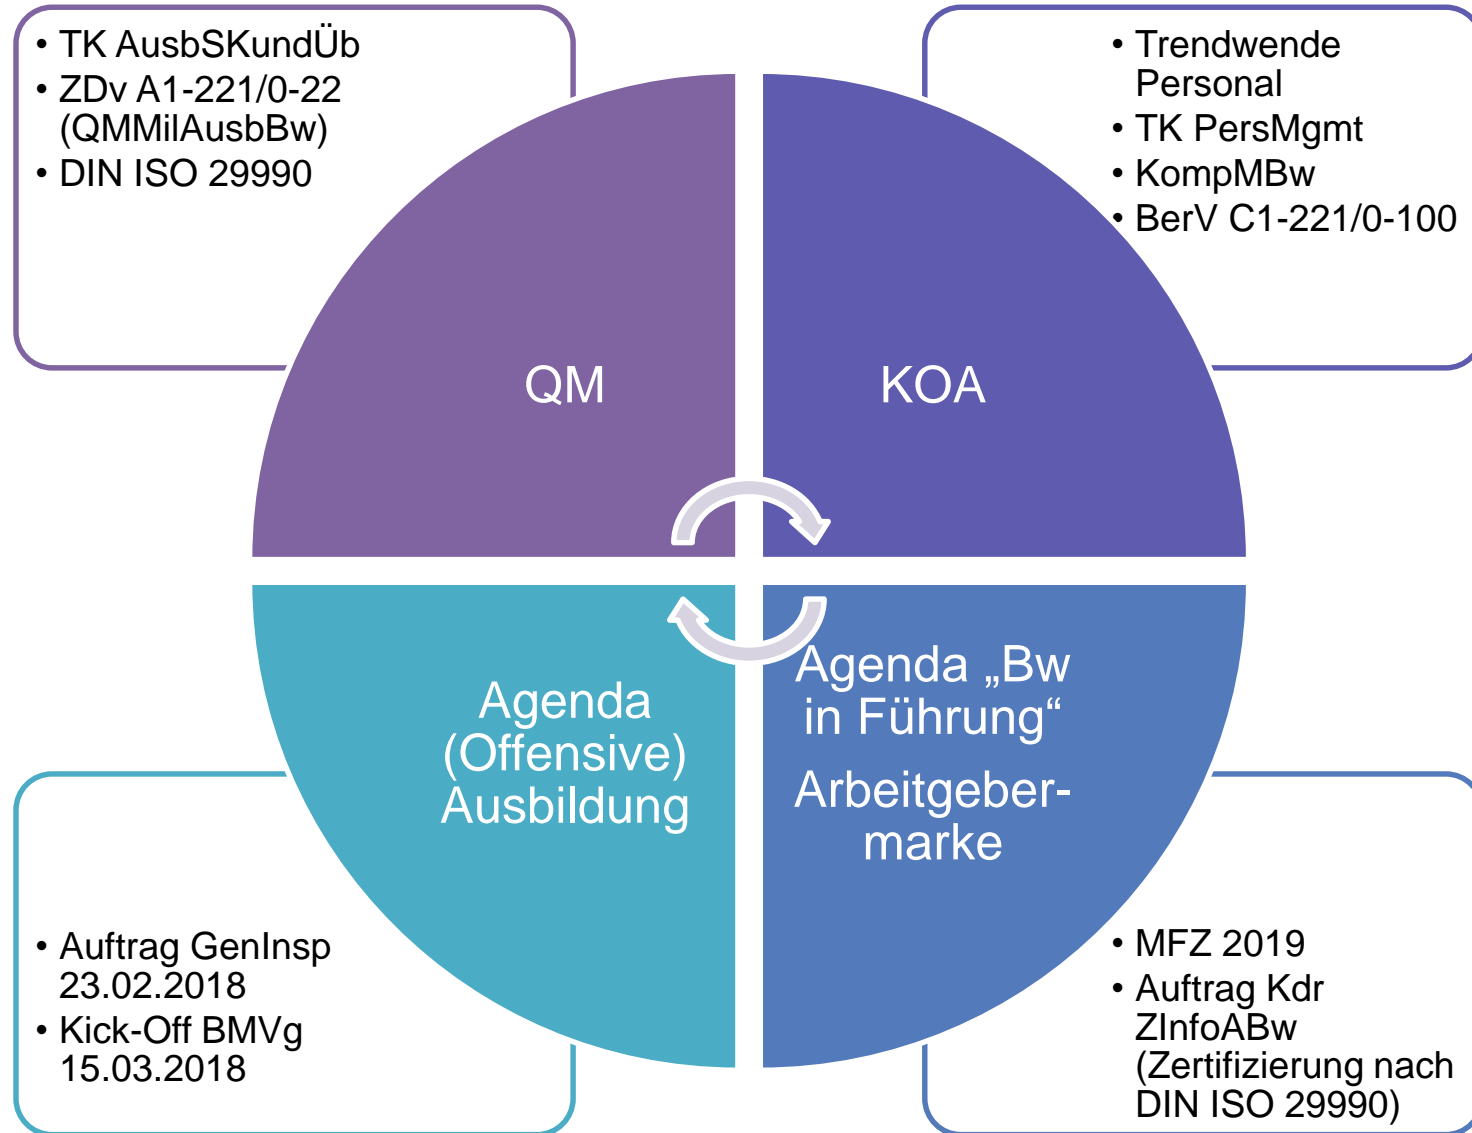 • TK AusbSKundÜb
• ZDv A1-221/0-22
(QMMilAusbBw)
• DIN ISO 29990
• Trendwende
Personal
• TK PersMgmt
• KompMBw
• BerV C1-221/0-100
QM
KOA
Agenda
(Offensive)
Ausbildung
Agenda „Bw
in Führung“
Arbeitgeber-
marke
• Auftrag GenInsp
23.02.2018
• Kick-Off BMVg
15.03.2018
• MFZ 2019
• Auftrag Kdr
ZInfoABw
(Zertifizierung nach
DIN ISO 29990)